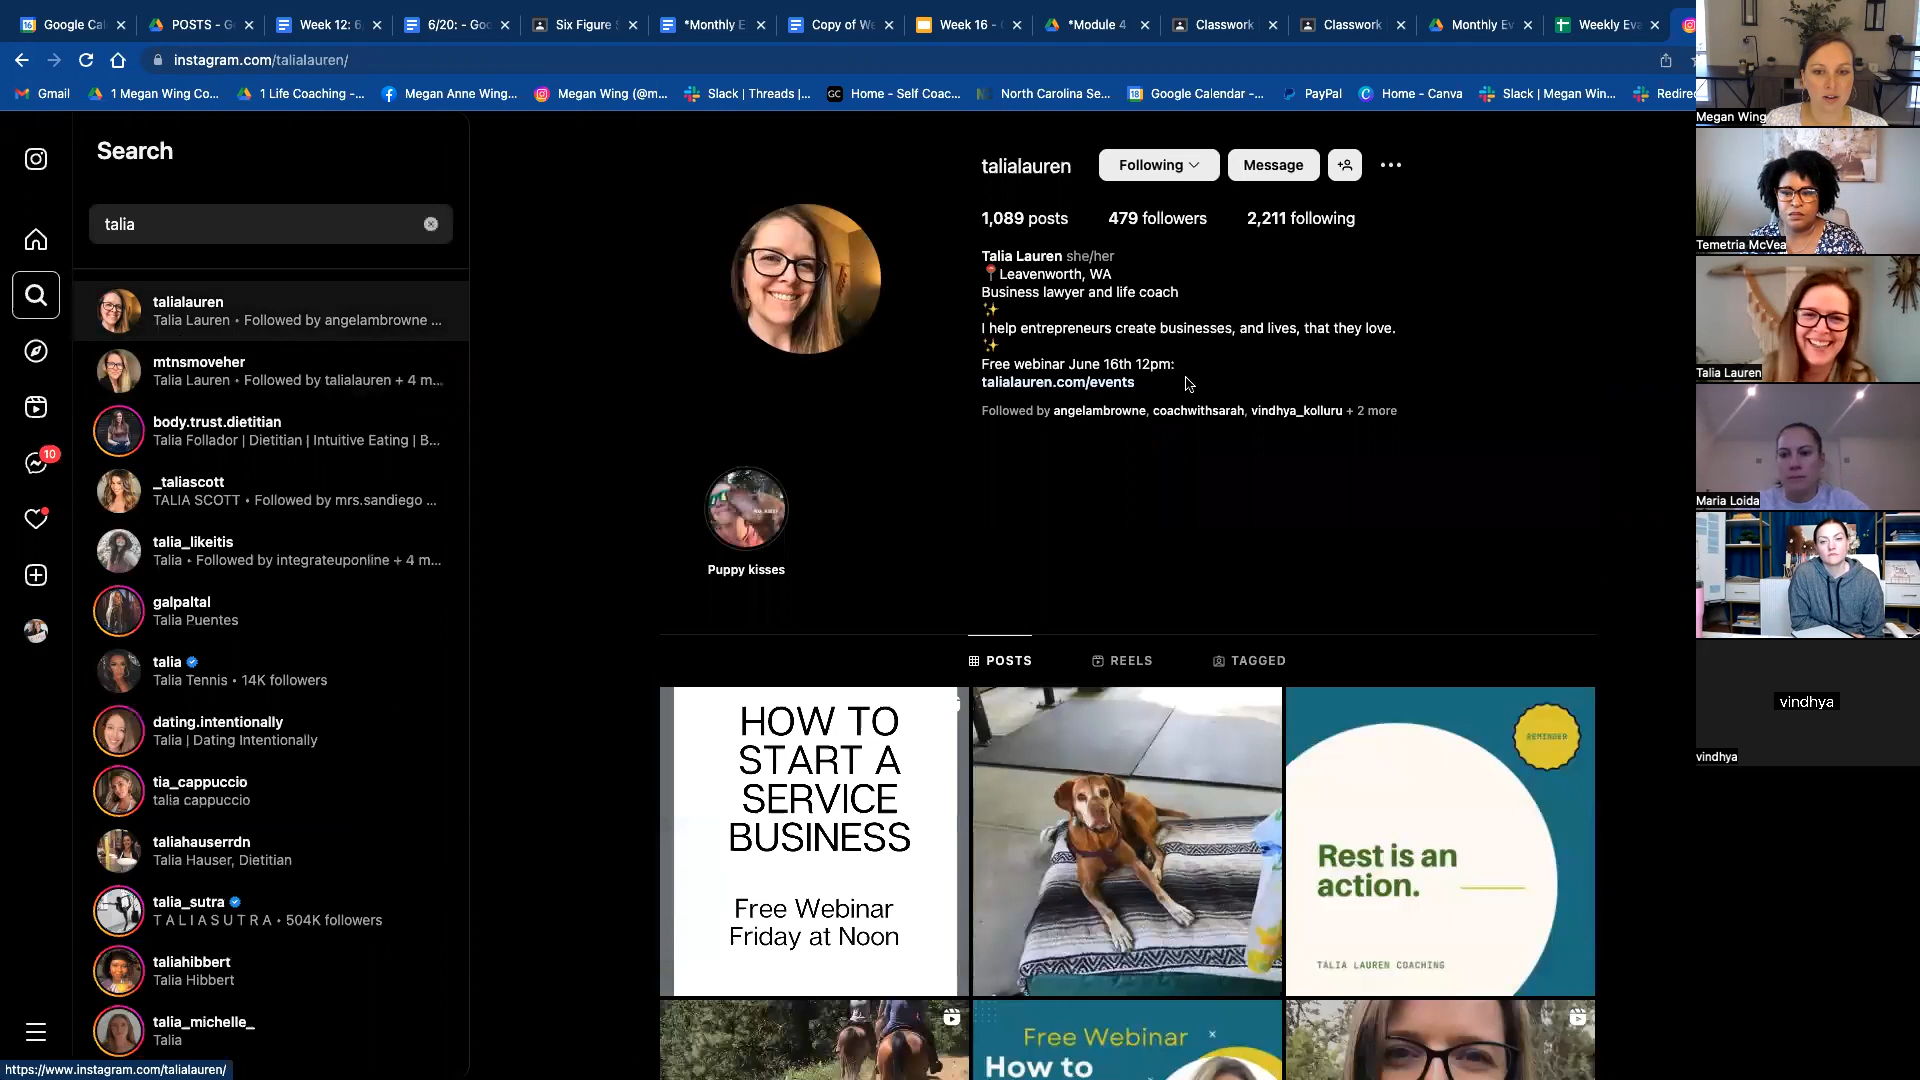 Google Cal
POSTS - G
Week 12: 6
6/20: - Goo
Six Figure S
*Monthly E
Copy of We
Week 16 -
*Module 4
Classwork
Classwork
Monthly Ev
Weekly Eva
instagram.com/talialauren/
Gmail
1 Megan Wing Co...
1 Life Coaching -...
Megan Anne Wing...
Megan Wing (@m...
Slack | Threads |...
Home - Self Coac...
North Carolina Se...
Google Calendar -...
PayPal
Home - Canva
Slack | Megan Win...
Redirec
Search
talia
talialauren
Talia Lauren • Followed by angelambrowne ...
mtnsmoveher
Talia Lauren • Followed by talialauren + 4 m...
body.trust.dietitian
Talia Follador | Dietitian | Intuitive Eating | B...
_taliascott
TALIA SCOTT • Followed by mrs.sandiego ...
talia_likeitis
Talia • Followed by integrateuponline + 4 m...
galpaltal
Talia Puentes
talia
Talia Tennis • 14K followers
dating.intentionally
Talia | Dating Intentionally
tia_cappuccio
talia cappuccio
taliahauserrdn
Talia Hauser, Dietitian
talia_sutra
T A L I A S U T R A • 504K followers
taliahibbert
Talia Hibbert
talia_michelle_
Talia
10
https://www.instagram.com/talialauren/
talialauren
Following
Message
1,089 posts
479 followers
2,211 following
Talia Lauren she/her
📍Leavenworth, WA
Business lawyer and life coach
✨
I help entrepreneurs create businesses, and lives, that they love.
✨
Free webinar June 16th 12pm:
talialauren.com/events
Followed by angelambrowne, coachwithsarah, vindhya_kolluru + 2 more
Puppy kisses
POSTS
REELS
TAGGED
HOW TO
START A
SERVICE
BUSINESS
Free Webinar
Friday at Noon
REMINDER
Rest is an
action.
TALIA LAUREN COACHING
Free Webinar
How to
Megan Wing
Temetria McVea
Talia Lauren
Maria Loida
vindhya
vindhya